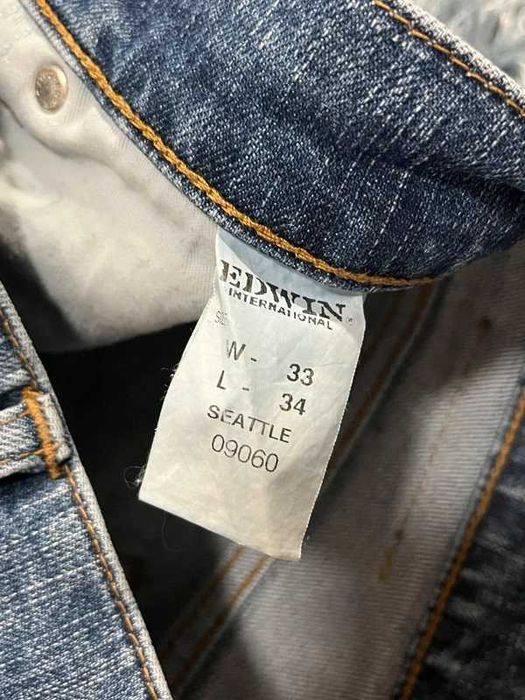 EDWIN
INTERNATIONAL
W - 33
L - 34
SEATTLE
09060